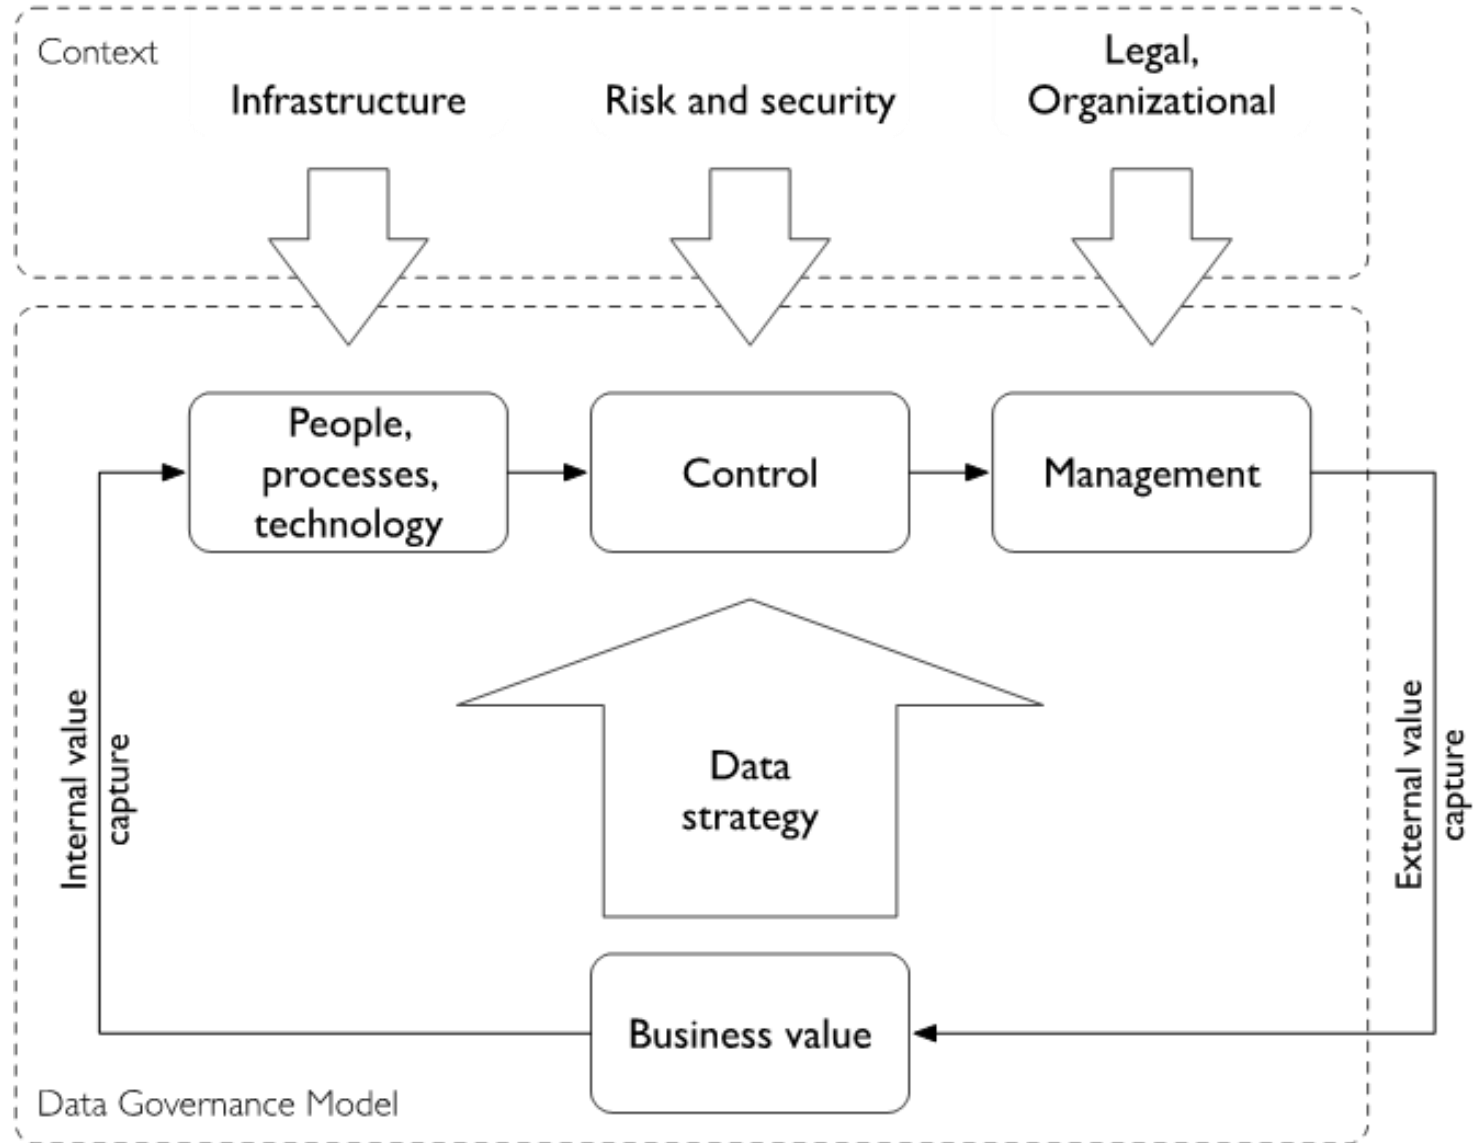 Context
Infrastructure
Risk and security
Legal,
Organizational
People,
processes,
technology
Control
Management
Internal value
capture
Data
strategy
External value
capture
Business value
Data Governance Model